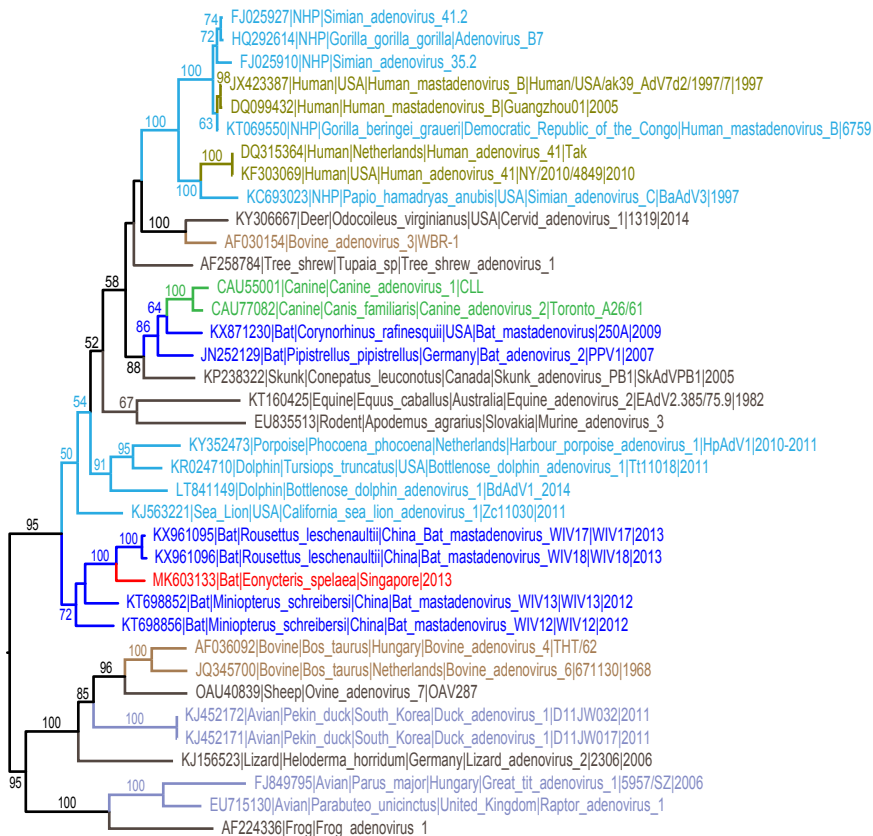 FJ025927|NHP|Simian_adenovirus_41.2
74
HQ292614|NHP|Gorilla_gorilla_gorilla|Adenovirus_B7
72
FJ025910|NHP|Simian_adenovirus_35.2
100
98
JX423387|Human|USA|Human_mastadenovirus_B|Human/USA/ak39_AdV7d2/1997/7|1997
DQ099432|Human|Human_mastadenovirus_B|Guangzhou01|2005
63
KT069550|NHP|Gorilla_beringei_graueri|Democratic_Republic_of_the_Congo|Human_mastadenovirus_B|6759
DQ315364|Human|Netherlands|Human_adenovirus_41|Tak
100
KF303069|Human|USA|Human_adenovirus_41|NY/2010/4849|2010
100
KC693023|NHP|Papio_hamadryas_anubis|USA|Simian_adenovirus_C|BaAdV3|1997
KY306667|Deer|Odocoileus_virginianus|USA|Cervid_adenovirus_1|1319|2014
100
AF030154|Bovine_adenovirus_3|WBR-1
AF258784|Tree_shrew|Tupaia_sp|Tree_shrew_adenovirus_1
58
CAU55001|Canine|Canine_adenovirus_1|CLL
100
CAU77082|Canine|Canis_familiaris|Canine_adenovirus_2|Toronto_A26/61
64
KX871230|Bat|Corynorhinus_rafinesquii|USA|Bat_mastadenovirus|250A|2009
86
JN252129|Bat|Pipistrellus_pipistrellus|Germany|Bat_adenovirus_2|PPV1|2007
88
KP238322|Skunk|Conepatus_leuconotus|Canada|Skunk_adenovirus_PB1|SkAdVPB1|2005
52
KT160425|Equine|Equus_caballus|Australia|Equine_adenovirus_2|EAdV2.385/75.9|1982
67
EU835513|Rodent|Apodemus_agrarius|Slovakia|Murine_adenovirus_3
54
KY352473|Porpoise|Phocoena_phocoena|Netherlands|Harbour_porpoise_adenovirus_1|HpAdV1|2010-2011
95
KR024710|Dolphin|Tursiops_truncatus|USA|Bottlenose_dolphin_adenovirus_1|Tt11018|2011
50
91
LT841149|Dolphin|Bottlenose_dolphin_adenovirus_1|BdAdV1_2014
KJ563221|Sea_Lion|USA|California_sea_lion_adenovirus_1|Zc11030|2011
95
KX961095|Bat|Rousettus_leschenaultii|China_Bat_mastadenovirus_WIV17|WIV17|2013
100
KX961096|Bat|Rousettus_leschenaultii|China|Bat_mastadenovirus_WIV18|WIV18|2013
MK603133|Bat|Eonycteris_spelaea|Singapore|2013
KT698852|Bat|Miniopterus_schreibersi|China|Bat_mastadenovirus_WIV13|WIV13|2012
72
KT698856|Bat|Miniopterus_schreibersi|China|Bat_mastadenovirus_WIV12|WIV12|2012
AF036092|Bovine|Bos_taurus|Hungary|Bovine_adenovirus_4|THT/62
100
JQ345700|Bovine|Bos_taurus|Netherlands|Bovine_adenovirus_6|671130|1968
96
OAU40839|Sheep|Ovine_adenovirus_7|OAV287
85
KJ452172|Avian|Pekin_duck|South_Korea|Duck_adenovirus_1|D11JW032|2011
100
100
KJ452171|Avian|Pekin_duck|South_Korea|Duck_adenovirus_1|D11JW017|2011
KJ156523|Lizard|Heloderma_horridum|Germany|Lizard_adenovirus_2|2306|2006
95
FJ849795|Avian|Parus_major|Hungary|Great_tit_adenovirus_1|5957/SZ|2006
100
EU715130|Avian|Parabuteo_unicinctus|United_Kingdom|Raptor_adenovirus_1
100
AF224336|Frog|Frog_adenovirus_1